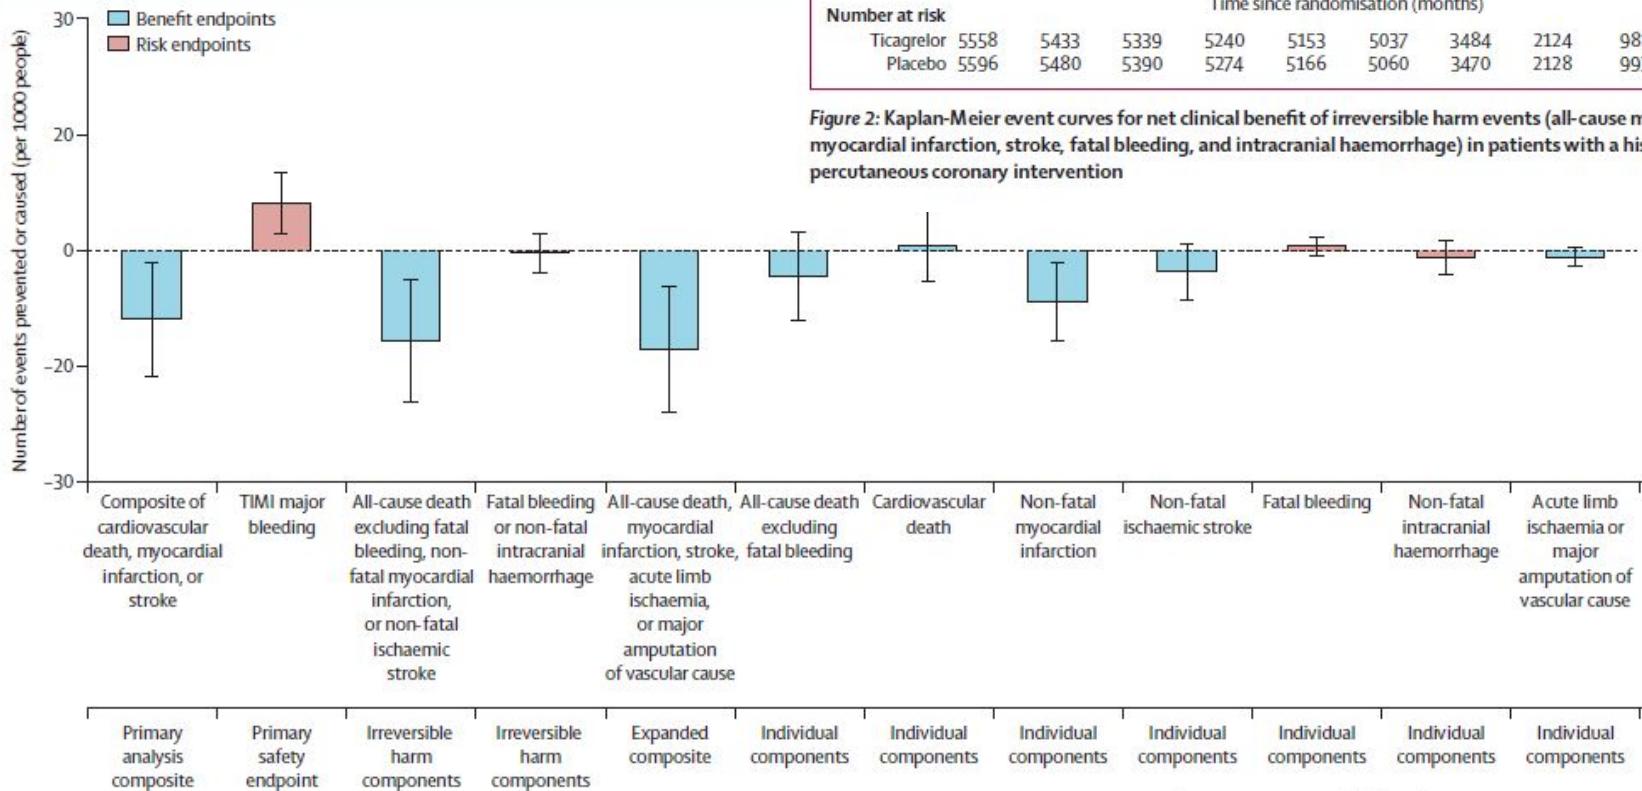 Number of events prevented or caused (per 1000 people)
30
20
0
–20
–30
Benefit endpoints
Risk endpoints
Time since randomisation (months)
Number at risk
Ticagrelor 5558 5433 5339 5240 5153 5037 3484 2124
Placebo 5596 5480 5390 5274 5166 5060 3470 2128
Figure 2: Kaplan-Meier event curves for net clinical benefit of irreversible harm events (all-cause
myocardial infarction, stroke, fatal bleeding, and intracranial haemorrhage) in patients with a
percutaneous coronary intervention
Composite of
cardiovascular
death, myocardial
infarction, or
stroke
TIMI major
bleeding
All-cause death
excluding fatal
bleeding, non-
fatal myocardial
infarction,
or non-fatal
ischaemic
stroke
Fatal bleeding
or non-fatal
intracranial
haemorrhage
All-cause death,
myocardial
infarction, stroke,
acute limb
ischaemia,
or major
amputation
of vascular cause
All-cause death
excluding
fatal bleeding
Cardiovascular
death
Non-fatal
myocardial
infarction
Non-fatal
ischaemic stroke
Fatal bleeding
Non-fatal
intracranial
haemorrhage
Acute limb
ischaemia or
major
amputation of
vascular cause
Primary
analysis
composite
Primary
safety
endpoint
Irreversible
harm
components
Irreversible
harm
components
Expanded
composite
Individual
components
Individual
components
Individual
components
Individual
components
Individual
components
Individual
components
Individual
components